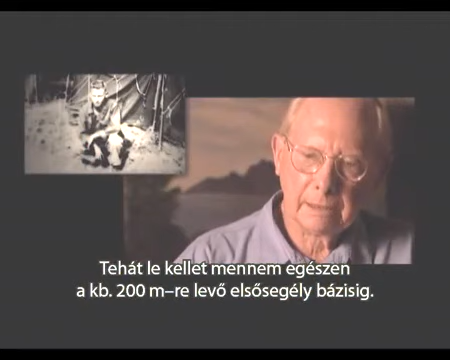 Tehát le kellet mennem egészen
a kb. 200 m–re levő elsősegély bázisig.